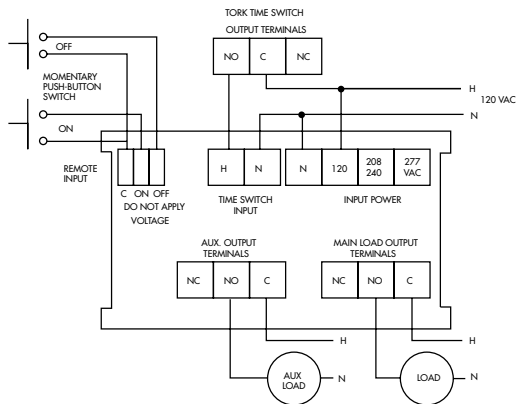 TORK TIME SWITCH
OUTPUT TERMINALS
NO C NC
OFF
MOMENTARY
PUSH-BUTTON
SWITCH
ON
H
120 VAC
N
REMOTE
INPUT
C ON OFF
DO NOT APPLY
VOLTAGE
H N
TIME SWITCH
INPUT
N 120 208 277
240 VAC
INPUT POWER
AUX. OUTPUT
TERMINALS
NC NO C
MAIN LOAD OUTPUT
TERMINALS
NC NO C
H
AUX
LOAD
N
H
LOAD
N